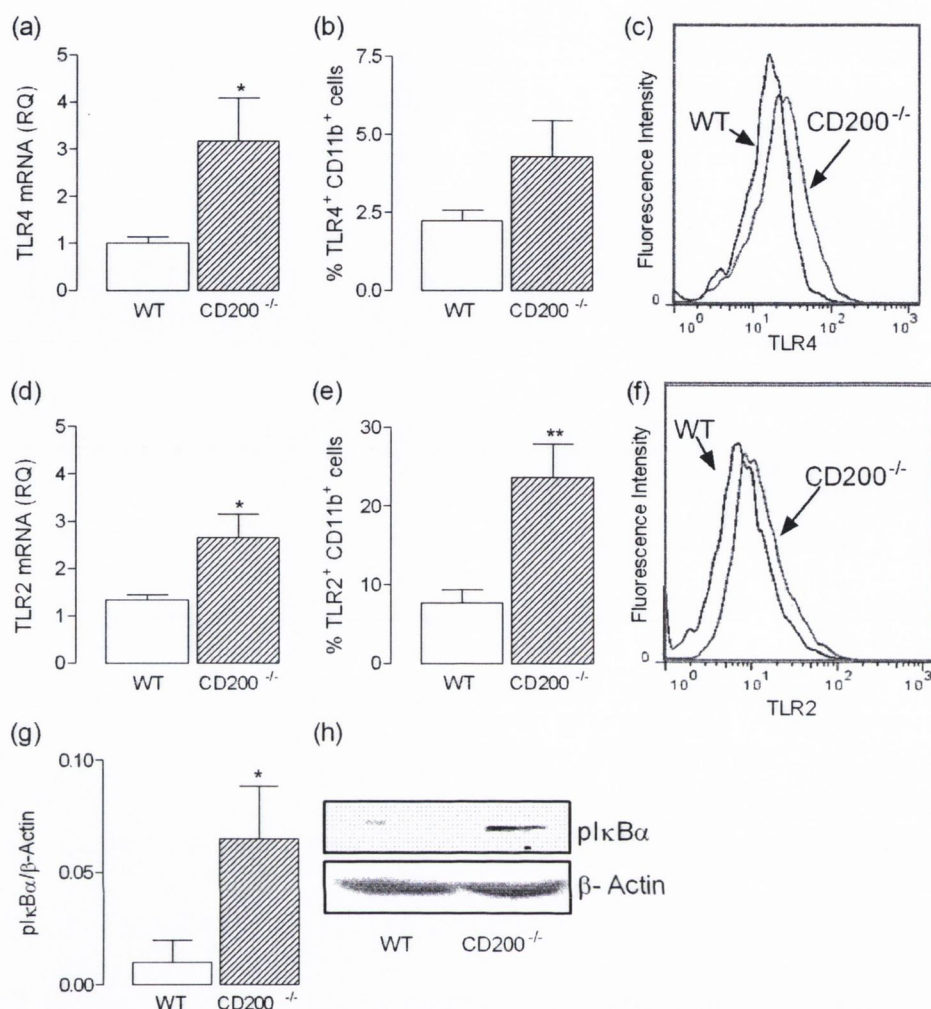 (a)
TLR4 mRNA (RQ)
5
4
3
2
1
0
*
WT
CD200 -/-
(b)
% TLR4+ CD11b+ cells
7.5
5.0
2.5
0.0
WT
CD200 -/-
(c)
Fluorescence Intensity
WT
CD200-/-
0
10^0
10^1
10^2
10^3
TLR4
(d)
TLR2 mRNA (RQ)
5
4
3
2
1
0
*
WT
CD200 -/-
(e)
% TLR2+ CD11b+ cells
30
20
10
0
**
WT
CD200 -/-
(f)
Fluorescence Intensity
WT
CD200-/-
0
10^0
10^1
10^2
10^3
TLR2
(g)
pIκBα/β-Actin
0.10
0.05
0.00
*
WT
CD200 -/-
(h)
pIκBα
β- Actin
WT
CD200 -/-